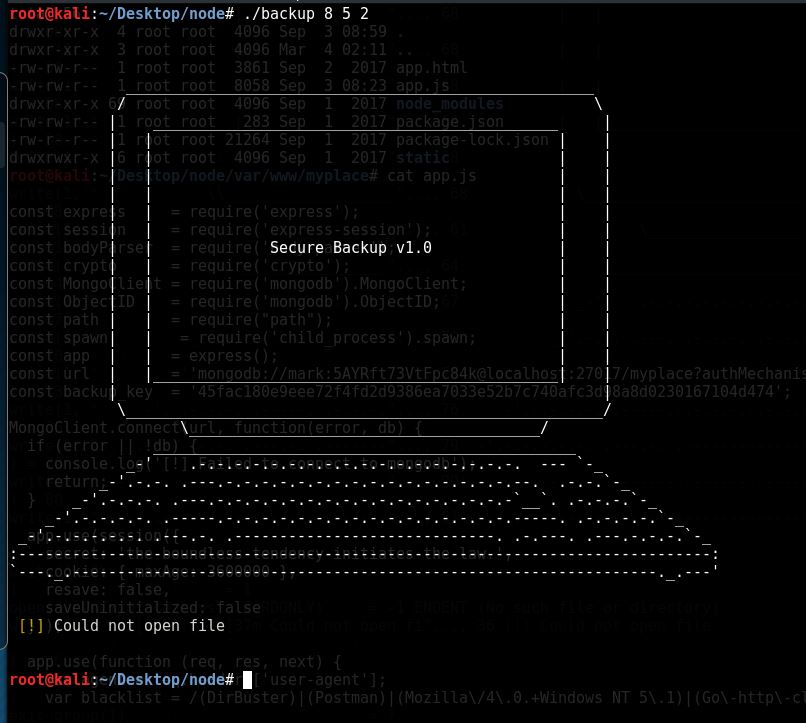 root@kali:~/Desktop/node# ./backup 8 5 2
drwxr-xr-x 4 root root 4096 Sep 3 08:59 .
drwxr-xr-x 3 root root 4096 Mar 4 02:11 ..
-rw-rw-r-- 1 root root 3861 Sep 2 2017 app.html
-rw-rw-r-- 1 root root 8058 Sep 3 08:23 app.js
drwxr-xr-x 6 root 4096 Sep 1 2017 node_modules
-rw-rw-r-- 1 root root 283 Sep 1 2017 package.json
-rw-r--r-- 1 root 21264 Sep 1 2017 package-lock.json
drwxrwxr-x 6 root root 4096 Sep 1 2017 static
root@kali:~/Desktop/node/var/www/myplace# cat app.js
const express = require('express');
const session = require('express-session');
const bodyParser = require('
Secure Backup v1.0
const crypto = require('crypto');
const MongoClient = require('mongodb').MongoClient;
const ObjectID = require('mongodb').ObjectID;
const path = require("path");
const spawn = require('child_process').spawn;
const app = express();
const url = 'mongodb://mark:5AYRft73VtFpc84k@localhost:27017/myplace?authMechanis
const backup_key = '45fac180e9eee72f4fd2d9386ea7033e52b7c740afc3d98a8d0230167104d474';
MongoClient.connect(url, function(error, db) {
if (error || !db) {
console.log('[!] Failed to connect to mongodb');
return;
}
app.use(session({
secret: 'the boundless tendency initiates the law.',
cookie: { maxAge: 3600000 },
resave: false,
saveUninitialized: false
[!] Could not open file
app.use(function (req, res, next) {
root@kali:~/Desktop/node# ['user-agent'];
var blacklist = /(DirBuster)|(Postman)|(Mozilla\/4\.0.+Windows NT 5\.1)|(Go\-http\-cl